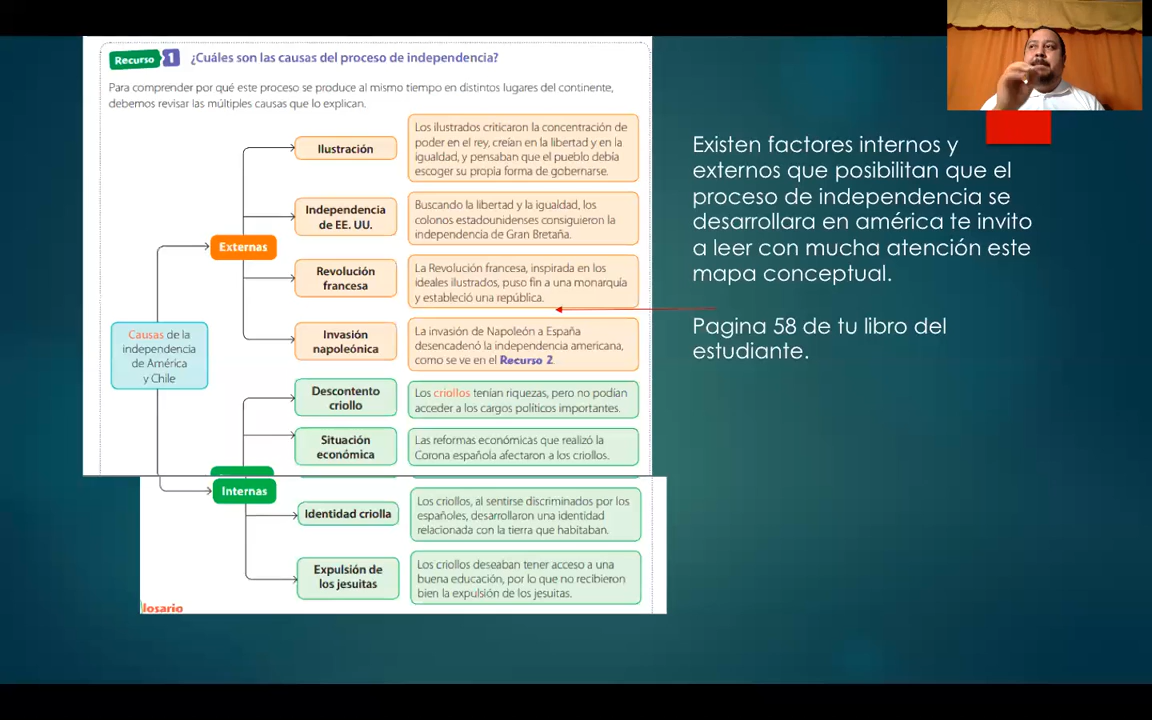 Recurso 1 ¿Cuáles son las causas del proceso de independencia?
Para comprender por qué este proceso se produce al mismo tiempo en distintos lugares del continente,
debemos revisar las múltiples causas que lo explican.
Causas de la
independencia
de América
y Chile
Externas
Ilustración
Los ilustrados criticaron la concentración de
poder en el rey, creían en la libertad y en la
igualdad, y pensaban que el pueblo debía
escoger su propia forma de gobernarse.
Independencia
de EE. UU.
Buscando la libertad y la igualdad, los
colonos estadounidenses consiguieron la
independencia de Gran Bretaña.
Revolución
francesa
La Revolución francesa, inspirada en los
ideales ilustrados, puso fin a una monarquía
y estableció una república.
Invasión
napoleónica
La invasión de Napoleón a España
desencadenó la independencia americana,
como se ve en el Recurso 2.
Internas
Descontento
criollo
Los criollos tenían riquezas, pero no podían
acceder a los cargos políticos importantes.
Situación
económica
Las reformas económicas que realizó la
Corona española afectaron a los criollos.
Identidad criolla
Los criollos, al sentirse discriminados por los
españoles, desarrollaron una identidad
relacionada con la tierra que habitaban.
Expulsión de
los jesuitas
Los criollos deseaban tener acceso a una
buena educación, por lo que no recibieron
bien la expulsión de los jesuitas.
losario
Existen factores internos y
externos que posibilitan que el
proceso de independencia se
desarrollara en américa te invito
a leer con mucha atención este
mapa conceptual.
Pagina 58 de tu libro del
estudiante.